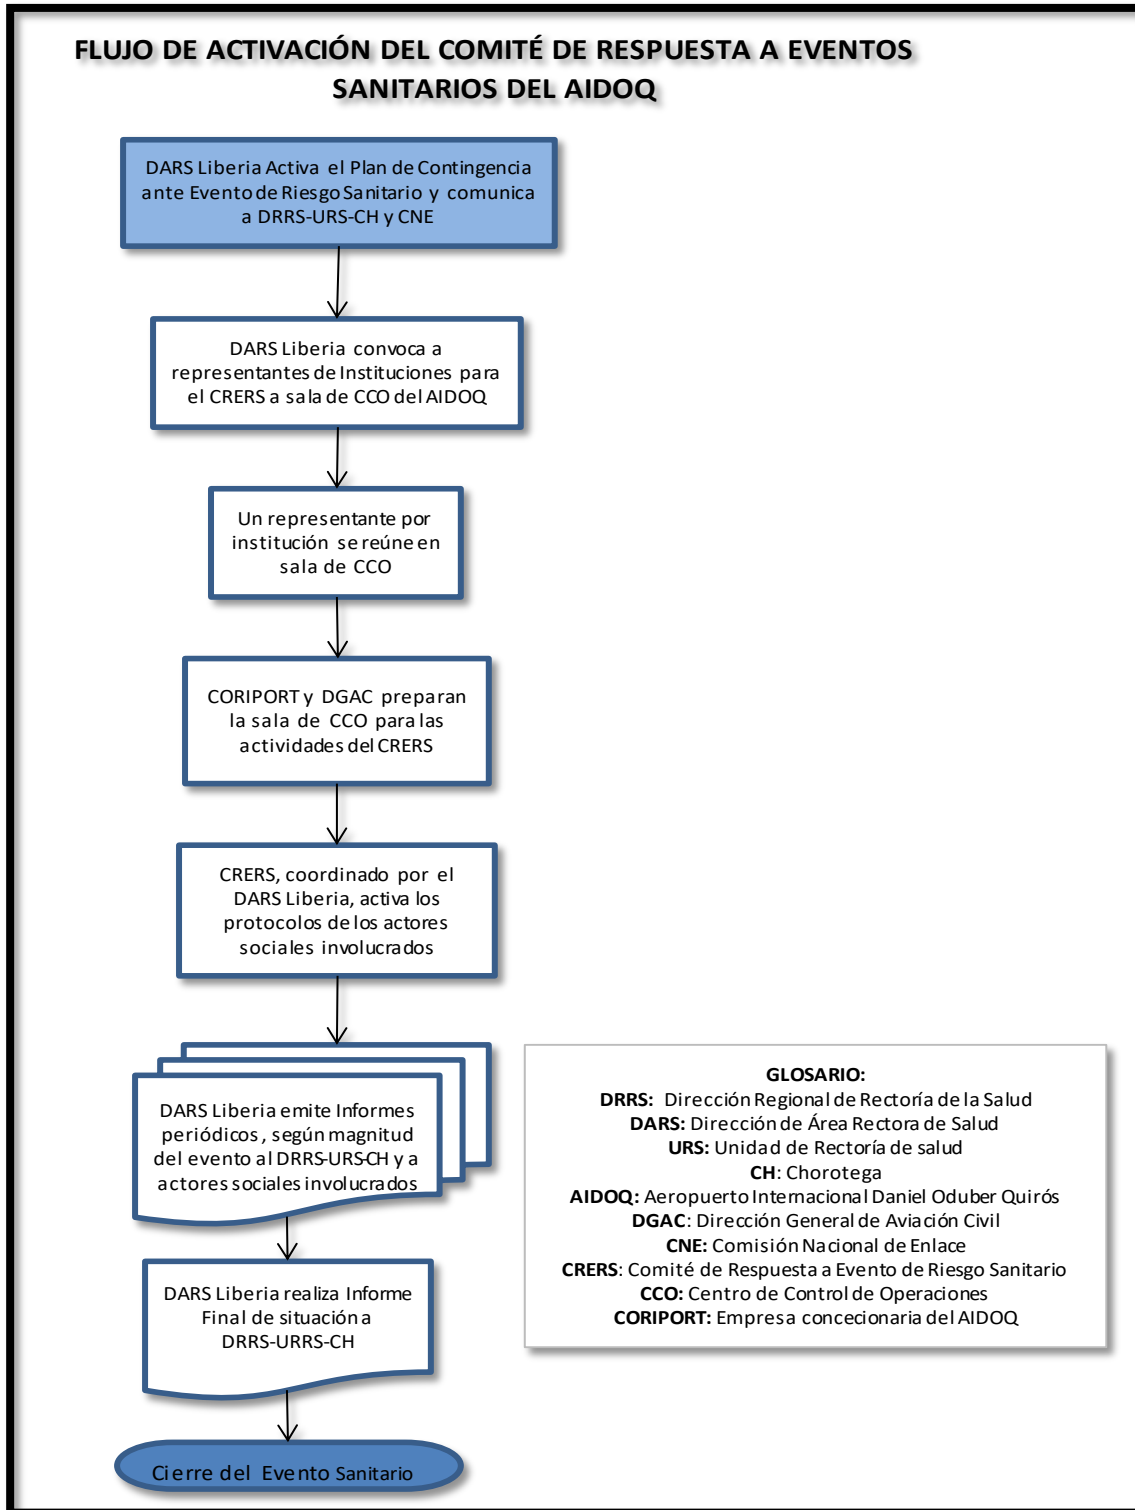 FLUJO DE ACTIVACIÓN DEL COMITÉ DE RESPUESTA A EVENTOS
SANITARIOS DEL AIDOQ
DARS Liberia Activa el Plan de Contingencia
ante Evento de Riesgo Sanitario y comunica
a DRRS-URS-CH y CNE
DARS Liberia convoca a
representantes de Instituciones para
el CRERS a sala de CCO del AIDOQ
Un representante por
institución se reúne en
sala de CCO
CORIPORT y DGAC preparan
la sala de CCO para las
actividades del CRERS
CRERS, coordinado por el
DARS Liberia, activa los
protocolos de los actores
sociales involucrados
DARS Liberia emite Informes
periódicos , según magnitud
del evento al DRRS-URS-CH y a
actores sociales involucrados
DARS Liberia realiza Informe
Final de situación a
DRRS-URRS-CH
Cierre del Evento Sanitario
GLOSARIO:
DRRS: Dirección Regional de Rectoría de la Salud
DARS: Dirección de Área Rectora de Salud
URS: Unidad de Rectoría de salud
CH: Chorotega
AIDOQ: Aeropuerto Internacional Daniel Oduber Quirós
DGAC: Dirección General de Aviación Civil
CNE: Comisión Nacional de Enlace
CRERS: Comité de Respuesta a Evento de Riesgo Sanitario
CCO: Centro de Control de Operaciones
CORIPORT: Empresa concecionaria del AIDOQ